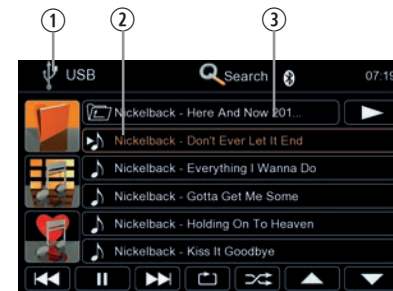 1 2 3
USB Search 07:19
Nickelback - Here And Now 201...
Nickelback - Don't Ever Let It End
Nickelback - Everything I Wanna Do
Nickelback - Gotta Get Me Some
Nickelback - Holding On To Heaven
Nickelback - Kiss It Goodbye